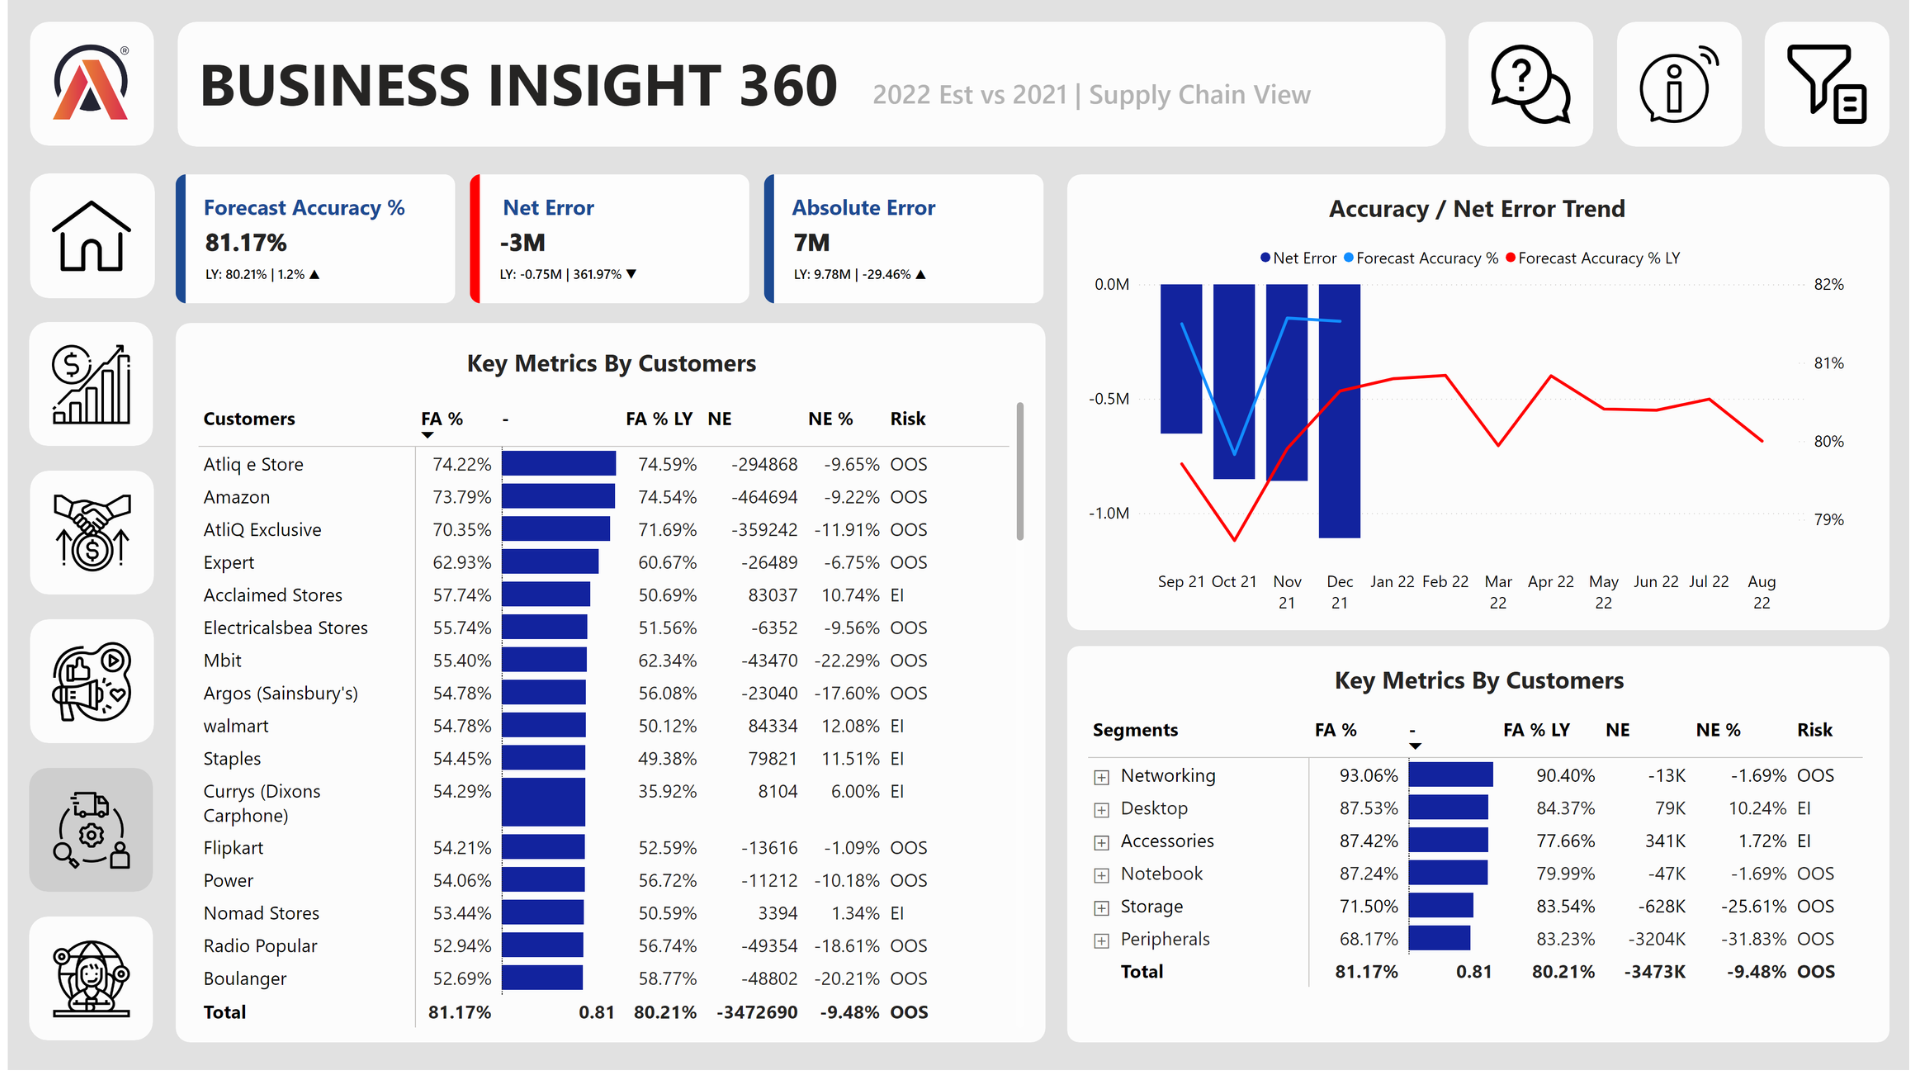 BUSINESS INSIGHT 360 2022 Est vs 2021 | Supply Chain View
®
Forecast Accuracy %
81.17%
LY: 80.21% | 1.2% ▲
Net Error
-3M
LY: -0.75M | 361.97% ▼
Absolute Error
7M
LY: 9.78M | -29.46% ▲
Key Metrics By Customers
Customers FA % - FA % LY NE NE % Risk
Atliq e Store 74.22% 74.59% -294868 -9.65% OOS
Amazon 73.79% 74.54% -464694 -9.22% OOS
AtliQ Exclusive 70.35% 71.69% -359242 -11.91% OOS
Expert 62.93% 60.67% -26489 -6.75% OOS
Acclaimed Stores 57.74% 50.69% 83037 10.74% EI
Electricalsbea Stores 55.74% 51.56% -6352 -9.56% OOS
Mbit 55.40% 62.34% -43470 -22.29% OOS
Argos (Sainsbury's) 54.78% 56.08% -23040 -17.60% OOS
walmart 54.78% 50.12% 84334 12.08% EI
Staples 54.45% 49.38% 79821 11.51% EI
Currys (Dixons 54.29% 35.92% 8104 6.00% EI
Carphone)
Flipkart 54.21% 52.59% -13616 -1.09% OOS
Power 54.06% 56.72% -11212 -10.18% OOS
Nomad Stores 53.44% 50.59% 3394 1.34% EI
Radio Popular 52.94% 56.74% -49354 -18.61% OOS
Boulanger 52.69% 58.77% -48802 -20.21% OOS
Total 81.17% 0.81 80.21% -3472690 -9.48% OOS
Accuracy / Net Error Trend
Net Error Forecast Accuracy % Forecast Accuracy % LY
0.0M 82%
81%
-0.5M
80%
-1.0M
79%
Sep 21 Oct 21 Nov Dec Jan 22 Feb 22 Mar Apr 22 May Jun 22 Jul 22 Aug
21 21 22 22 22
Key Metrics By Customers
Segments FA % - FA % LY NE NE % Risk
Networking 93.06% 90.40% -13K -1.69% OOS
Desktop 87.53% 84.37% 79K 10.24% EI
Accessories 87.42% 77.66% 341K 1.72% EI
Notebook 87.24% 79.99% -47K -1.69% OOS
Storage 71.50% 83.54% -628K -25.61% OOS
Peripherals 68.17% 83.23% -3204K -31.83% OOS
Total 81.17% 0.81 80.21% -3473K -9.48% OOS